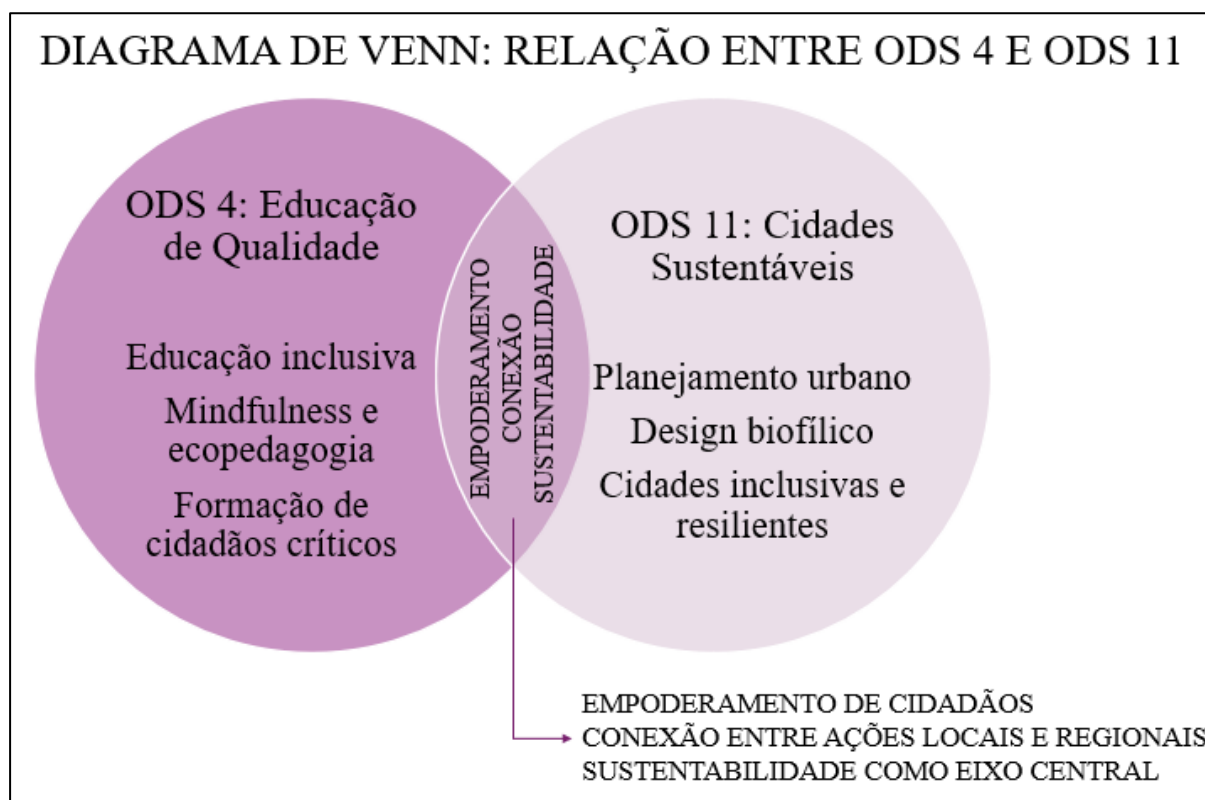 DIAGRAMA DE VENN: RELAÇÃO ENTRE ODS 4 E ODS 11
ODS 4: Educação
de Qualidade
Educação inclusiva
Mindfulness e
ecopedagogia
Formação de
cidadãos críticos
EMPODERAMENTO
CONEXÃO
SUSTENTABILIDADE
ODS 11: Cidades
Sustentáveis
Planejamento urbano
Design biofílico
Cidades inclusivas e
resilientes
EMPODERAMENTO DE CIDADÃOS
CONEXÃO ENTRE AÇÕES LOCAIS E REGIONAIS
SUSTENTABILIDADE COMO EIXO CENTRAL